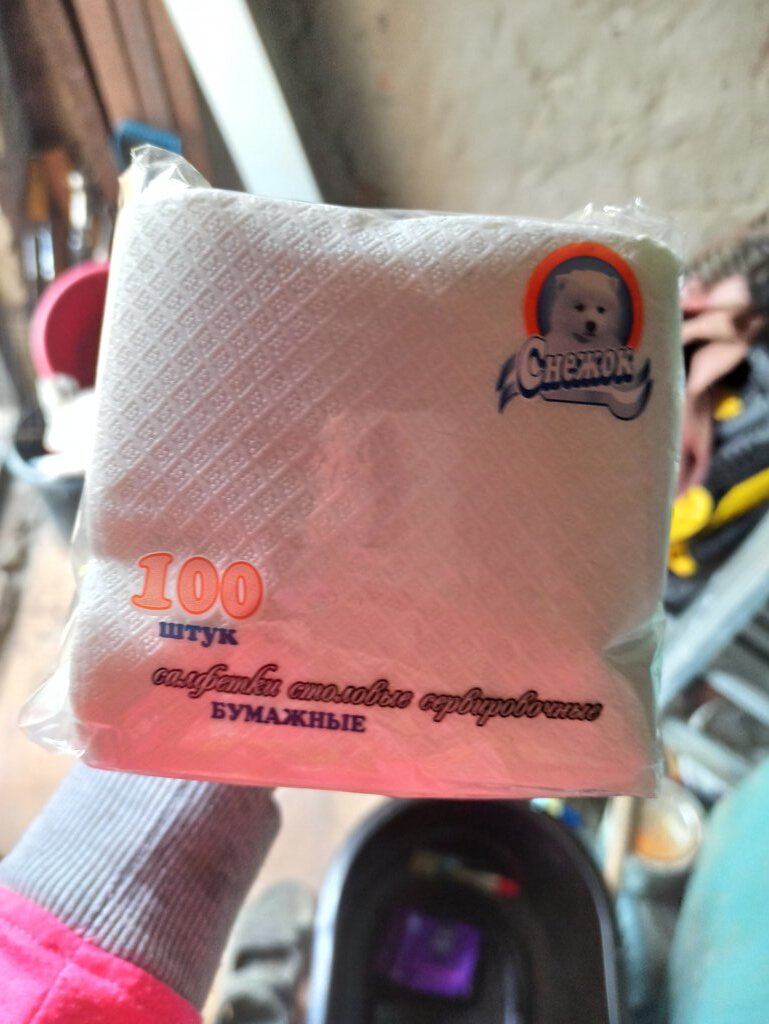 Снежок
100
штук
салфетки столовые сервировочные
БУМАЖНЫЕ